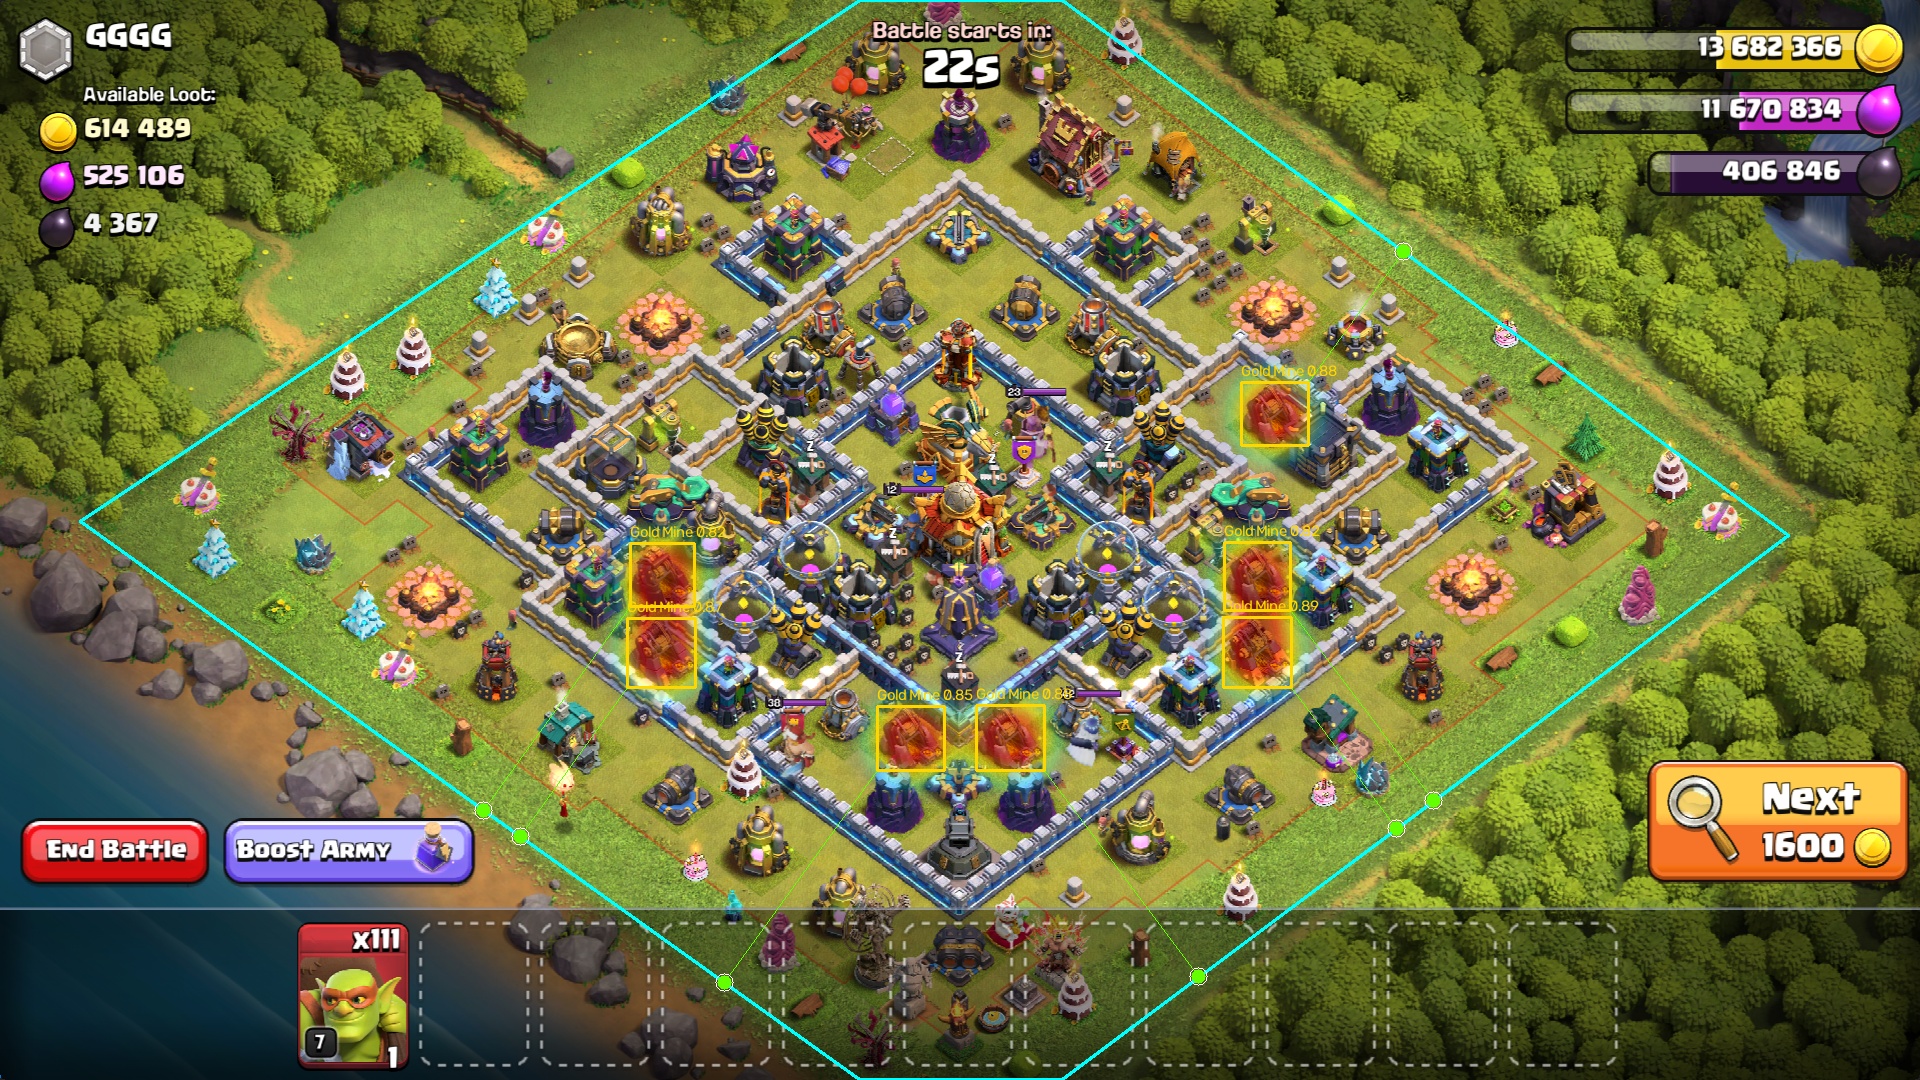 GGGG
Available Loot:
614 489
525 106
4 367
Battle starts in:
22s
13 682 366
11 670 834
406 846
Gold Mine 0.88
23
z
z
z
12
z
Gold Mine 0.82
Gold Mine
Gold Mine 0.89
z
38
Gold Mine 0.85
Gold Mine
End Battle
Boost Army
Next
1600
x111
7
1